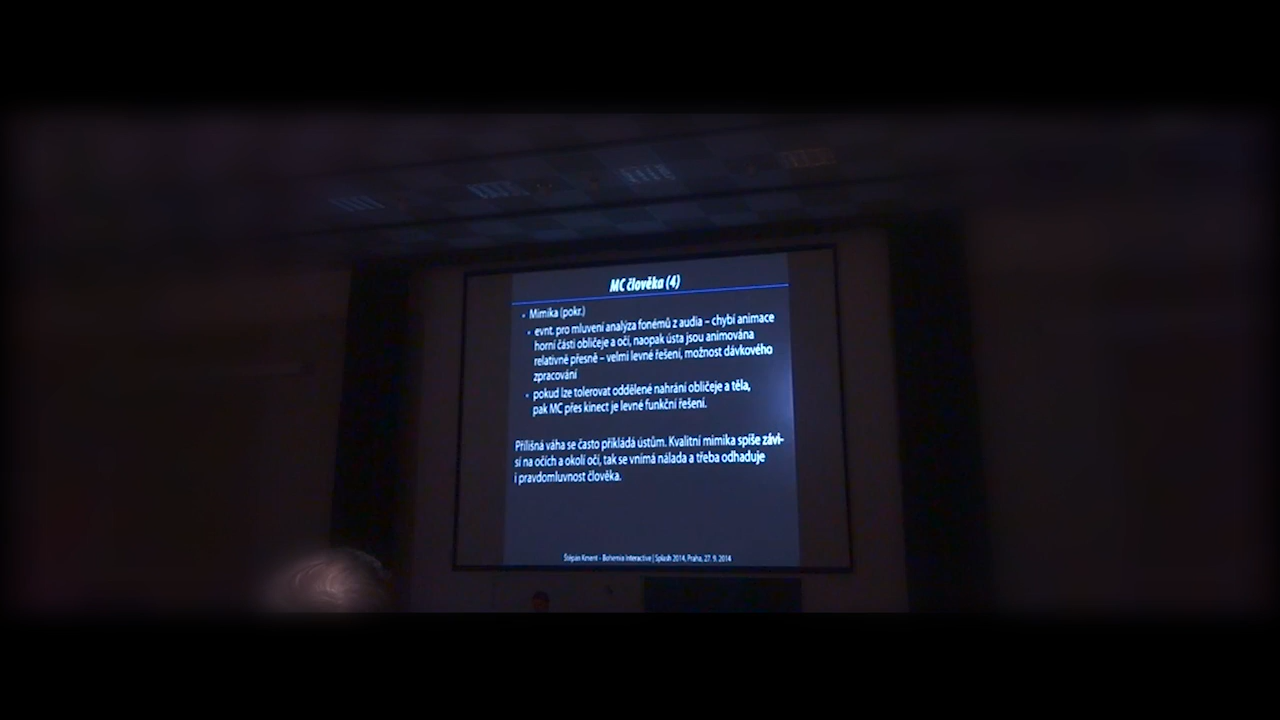 MC člověka (4)
• Mimika (pokr.)
• evnt. pro mluvení analýza fonémů z audia – chybí animace
horní části obličeje a očí, naopak ústa jsou animována
relativně přesně – velmi levné řešení, možnost dávkového
zpracování
• pokud lze tolerovat oddělené nahrání obličeje a těla,
pak MC přes kinect je levné funkční řešení.
Přílišná váha se často přikládá ústům. Kvalitní mimika spíše závi-
sí na očích a okolí očí, tak se vnímá nálada a třeba odhaduje
i pravdomluvnost člověka.
Štěpán Kment – Bohemia Interactive | Splash 2014, Praha, 27. 9. 2014